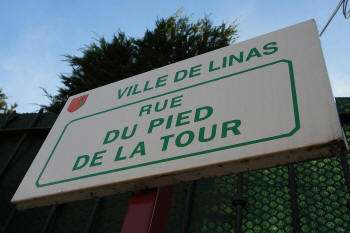 VILLE DE LINAS
RUE
DU PIED
DE LA TOUR